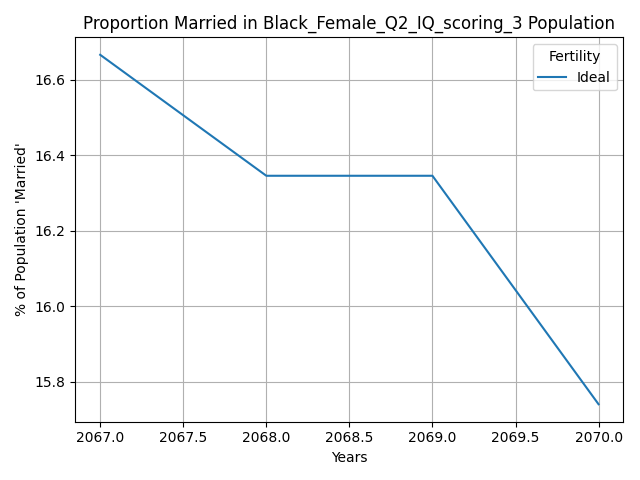 Proportion Married in Black_Female_Q2_IQ_scoring_3 Population
Fertility
Ideal
16.6
16.4
16.2
16.0
15.8
% of Population 'Married'
2067.0 2067.5 2068.0 2068.5 2069.0 2069.5 2070.0
Years